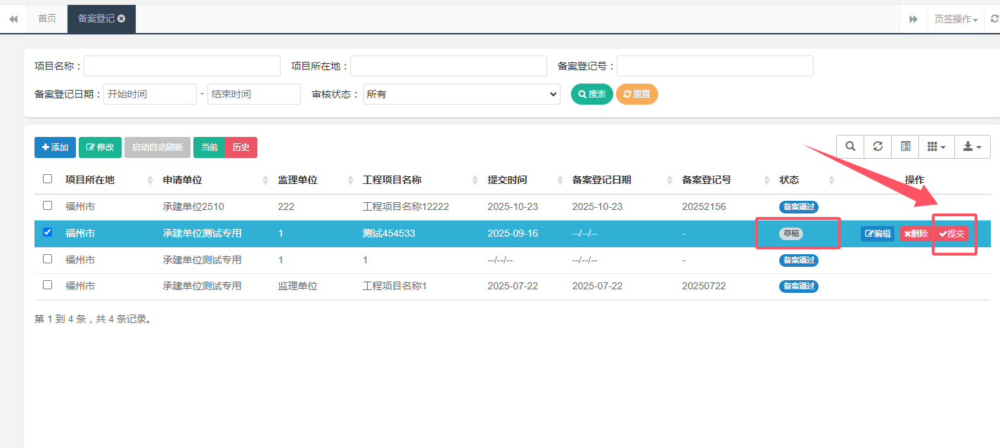 首页 备案登记 页签操作
项目名称： 项目所在地： 备案登记号：
备案登记日期： 开始时间 - 结束时间 审核状态： 所有 搜索 重置
添加 修改 启动自动刷新 当前 历史
项目所在地 申请单位 监理单位 工程项目名称 提交时间 备案登记日期 备案登记号 状态 操作
福州市 承建单位2510 222 工程项目名称12222 2025-10-23 2025-10-23 20252156 备案通过
福州市 承建单位测试专用 1 测试454533 2025-09-16 --/--/-- - 草稿 编辑 删除 提交
福州市 承建单位测试专用 1 1 --/--/-- --/--/-- - 备案通过
福州市 承建单位测试专用 监理单位 工程项目名称1 2025-07-22 2025-07-22 20250722 备案通过
第 1 到 4 条，共 4 条记录。